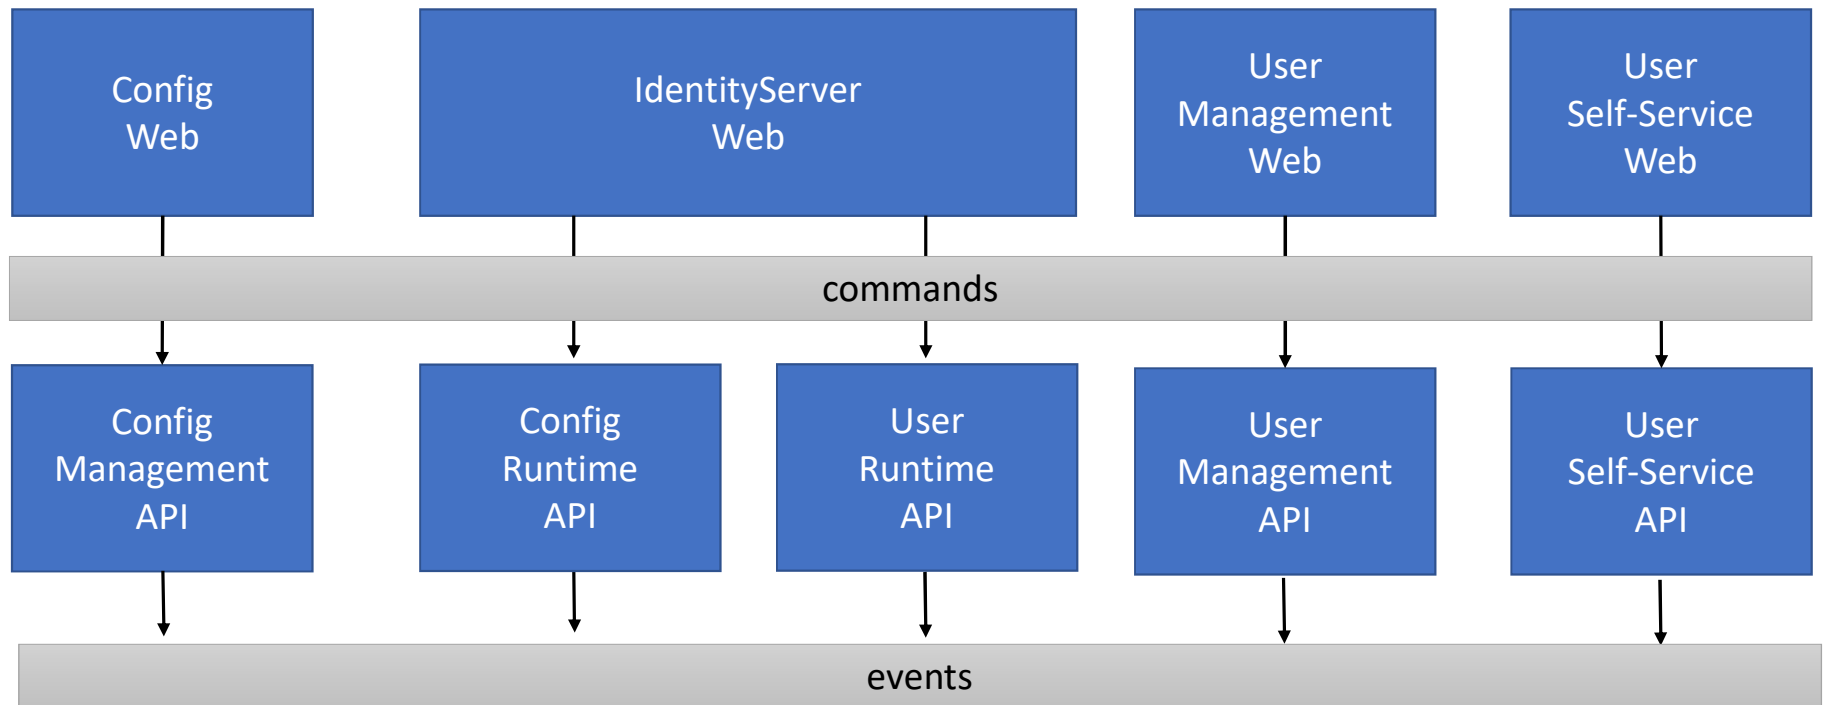 Config
Web
IdentityServer
Web
User
Management
Web
User
Self-Service
Web
commands
Config
Management
API
Config
Runtime
API
User
Runtime
API
User
Management
API
User
Self-Service
API
events